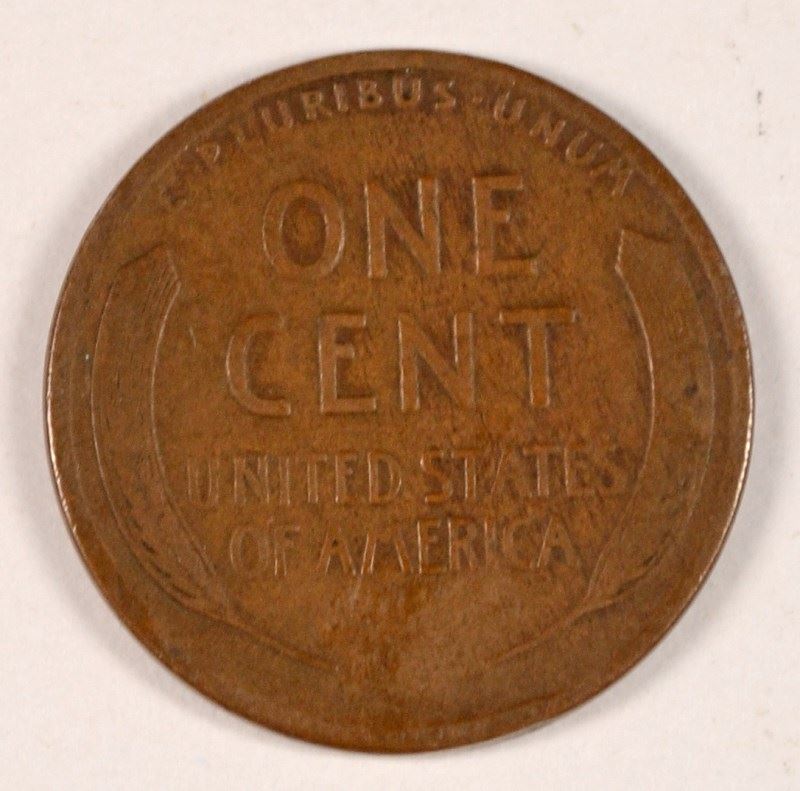 E·PLURIBUS·UNUM
ONE
CENT
UNITED STATES
OF AMERICA